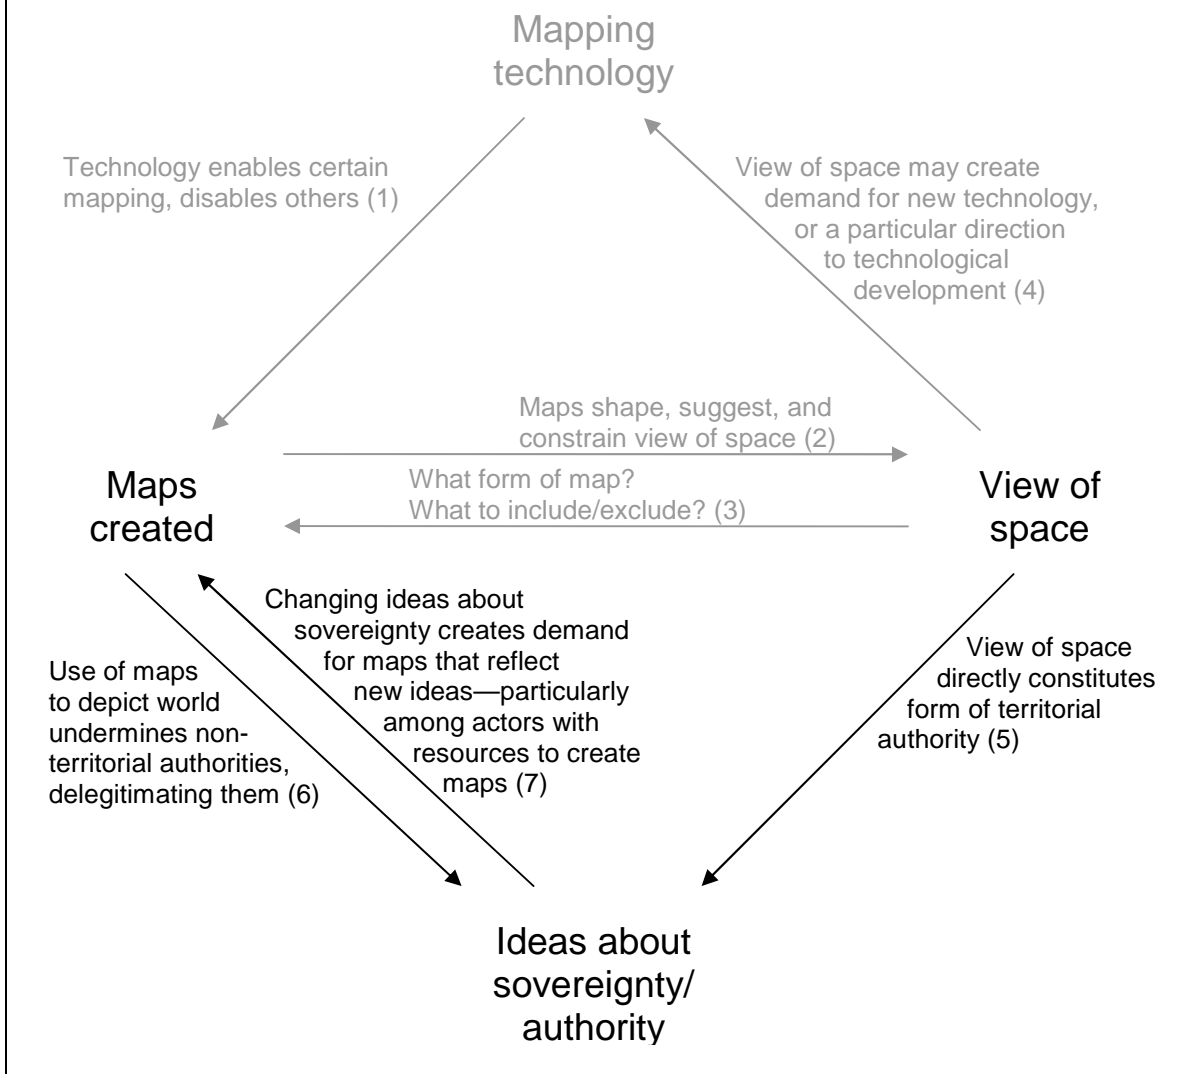 Mapping
technology
Technology enables certain
mapping, disables others (1)
View of space may create
demand for new technology,
or a particular direction
to technological
development (4)
Maps shape, suggest, and
constrain view of space (2)
What form of map?
What to include/exclude? (3)
Maps
created
View of
space
Changing ideas about
sovereignty creates demand
for maps that reflect
new ideas—particularly
among actors with
resources to create
maps (7)
Use of maps
to depict world
undermines non-
territorial authorities,
delegitimating them (6)
View of space
directly constitutes
form of territorial
authority (5)
Ideas about
sovereignty/
authority